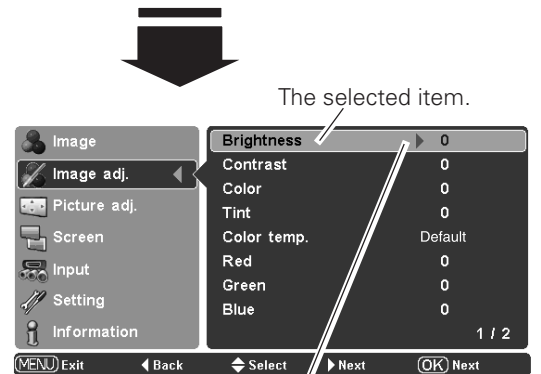 The selected item.
Image
Image adj.
Picture adj.
Screen
Input
Setting
Information
Brightness 0
Contrast 0
Color 0
Tint 0
Color temp. Default
Red 0
Green 0
Blue 0
1 / 2
MENU Exit Back Select Next OK Next